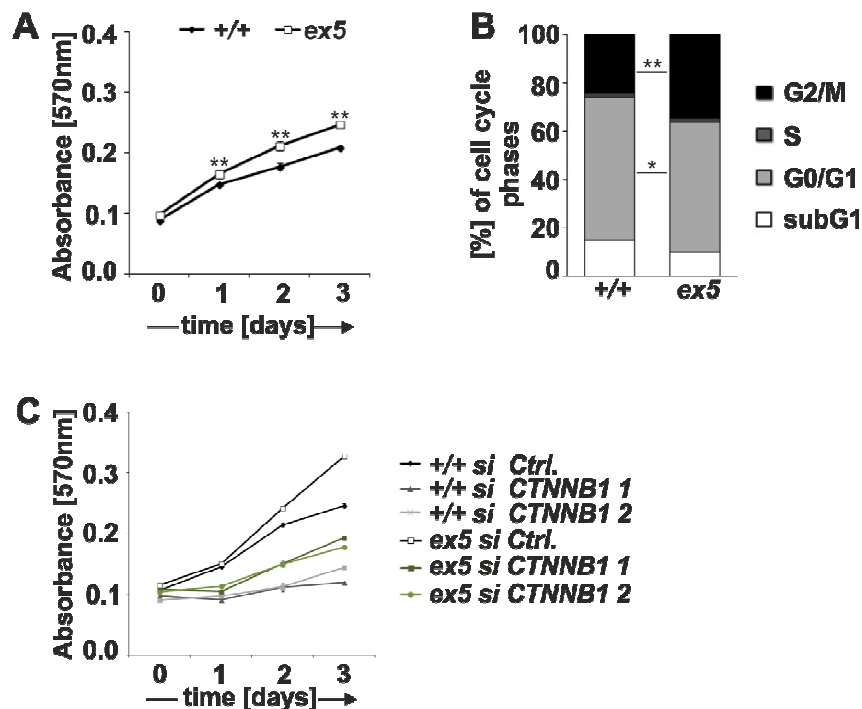 A
Absorbance [570nm]
0.4
0.3
0.2
0.1
0.0
+/+ ex5
** ** **
0 1 2 3
time [days]
B
[%] of cell cycle
phases
100
80
60
40
20
0
**
*
+/+ ex5
G2/M
S
G0/G1
subG1
C
Absorbance [570nm]
0.4
0.3
0.2
0.1
0.0
0 1 2 3
time [days]
+/+ si Ctrl.
+/+ si CTNNB1 1
+/+ si CTNNB1 2
ex5 si Ctrl.
ex5 si CTNNB1 1
ex5 si CTNNB1 2